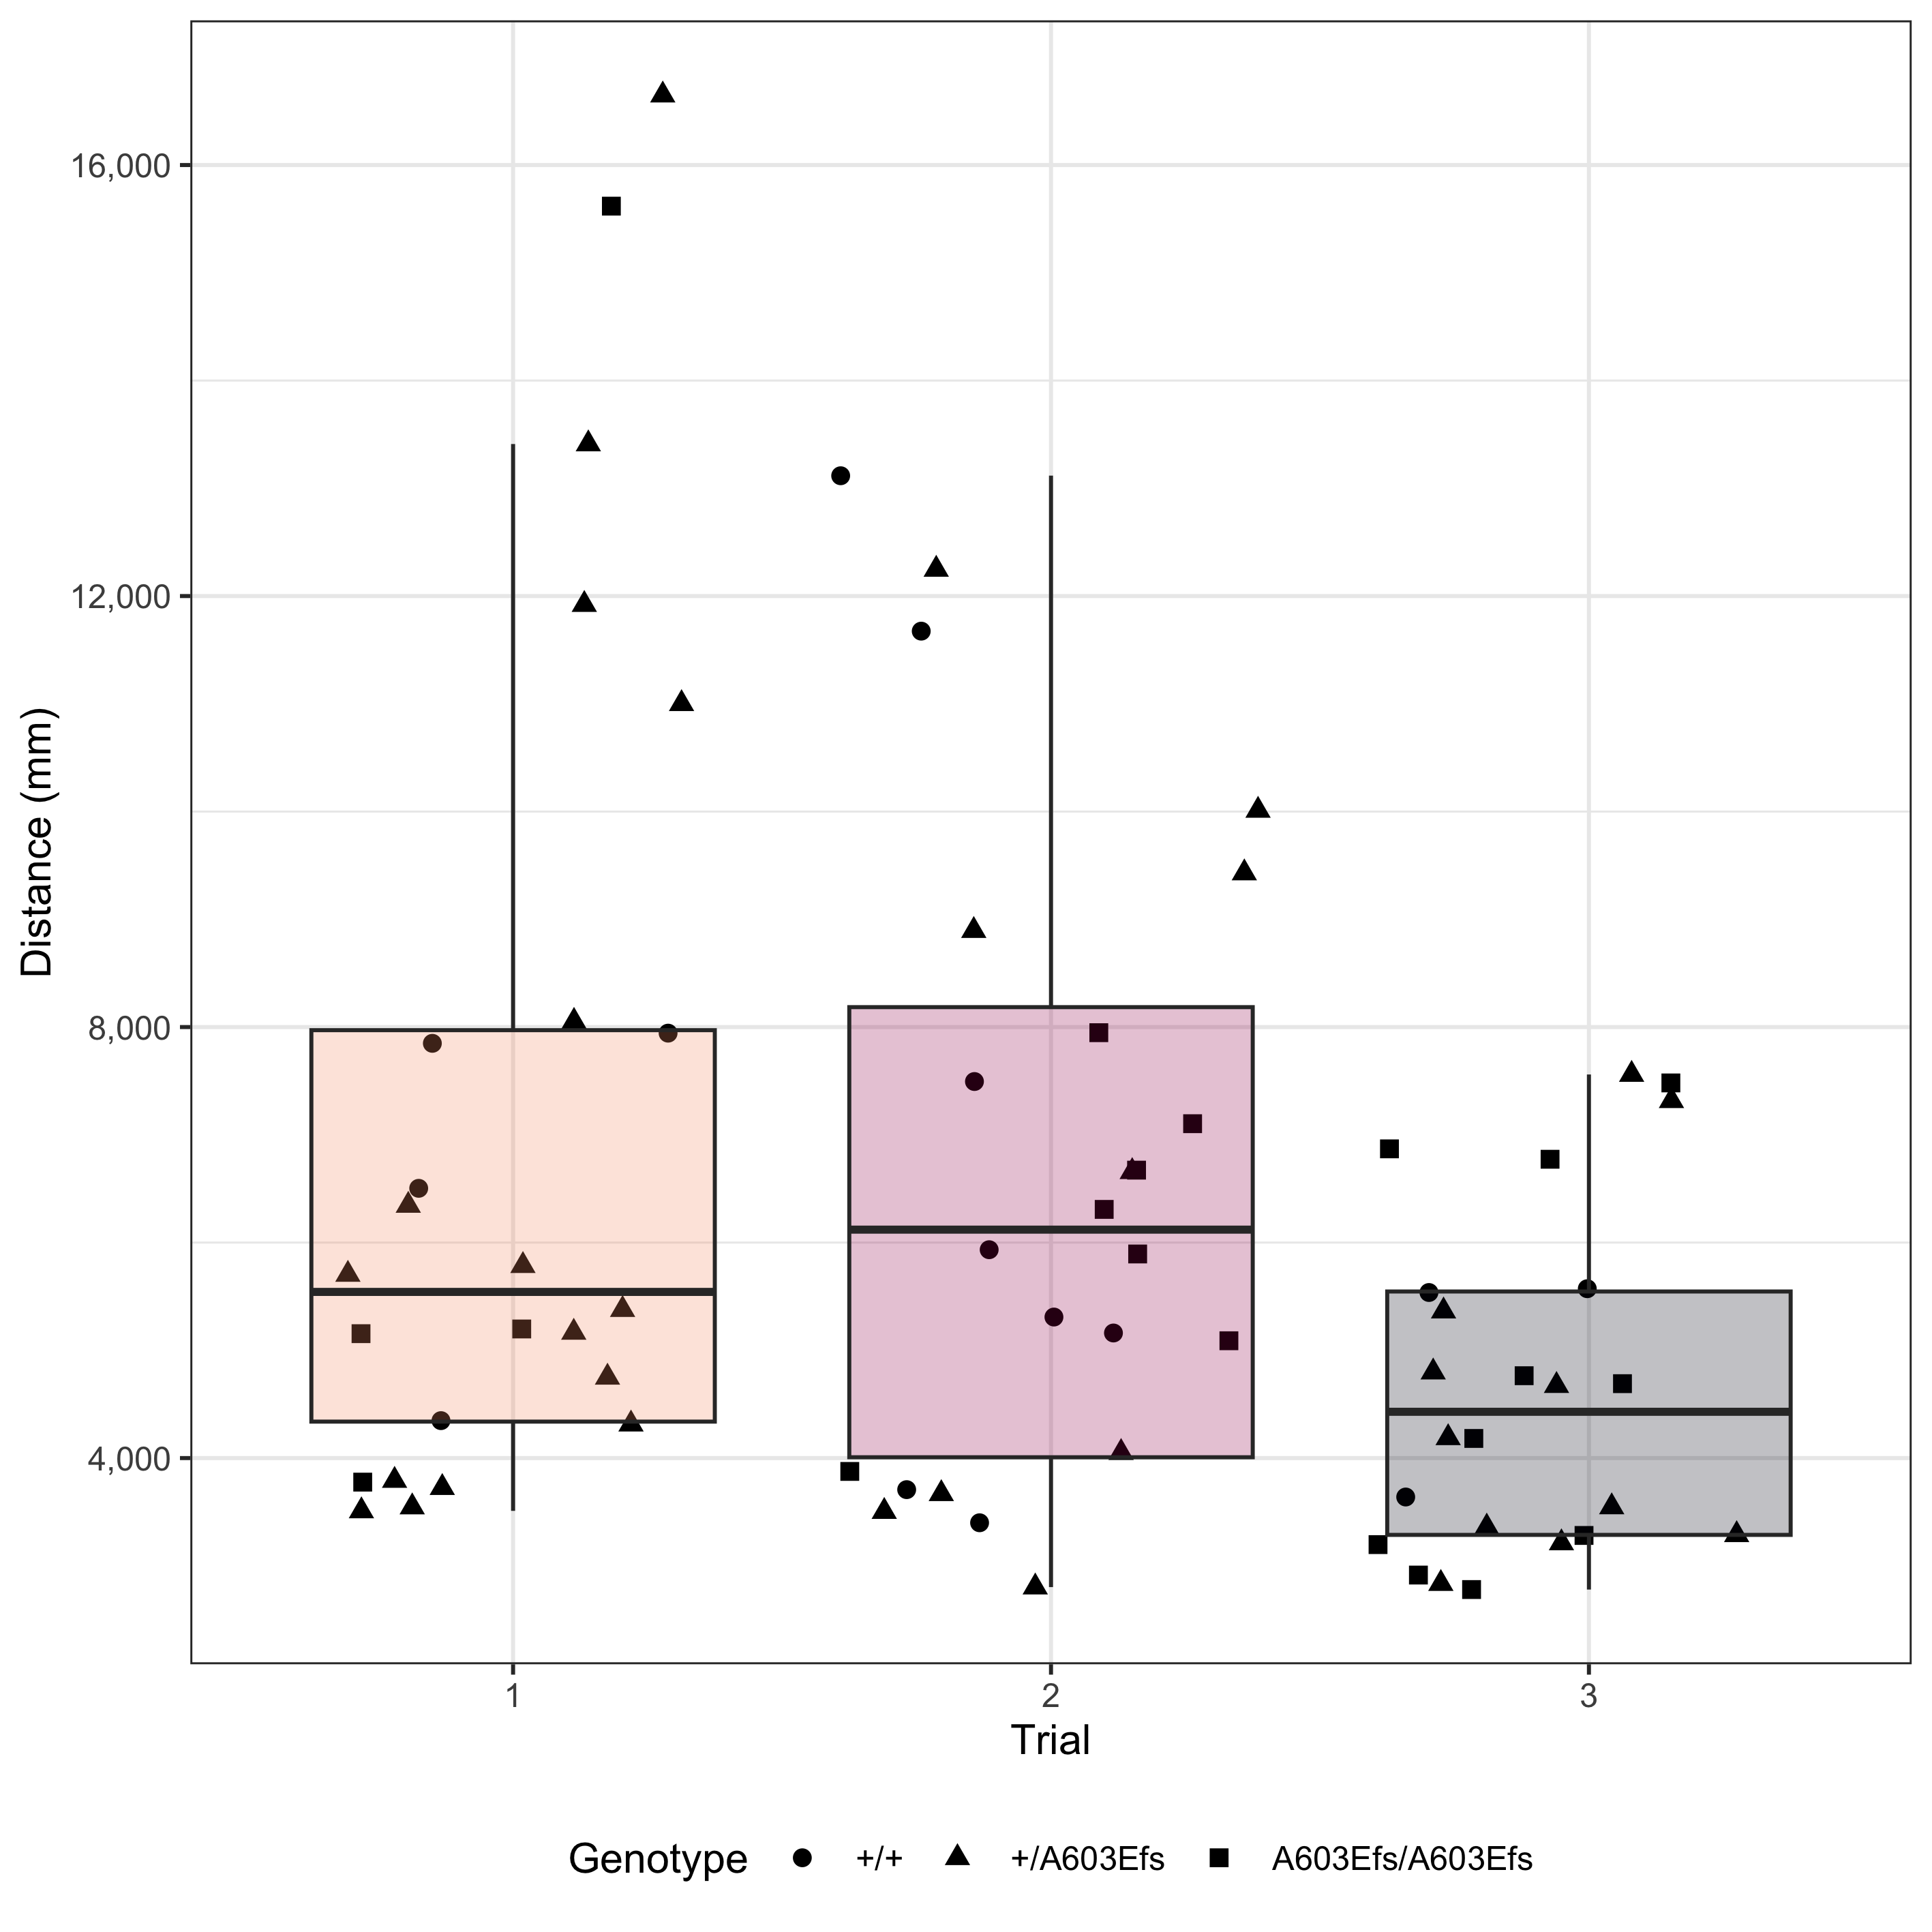 Distance (mm)
16,000
12,000
8,000
4,000
1 2 3
Trial
Genotype +/+ +/A603Efs A603Efs/A603Efs